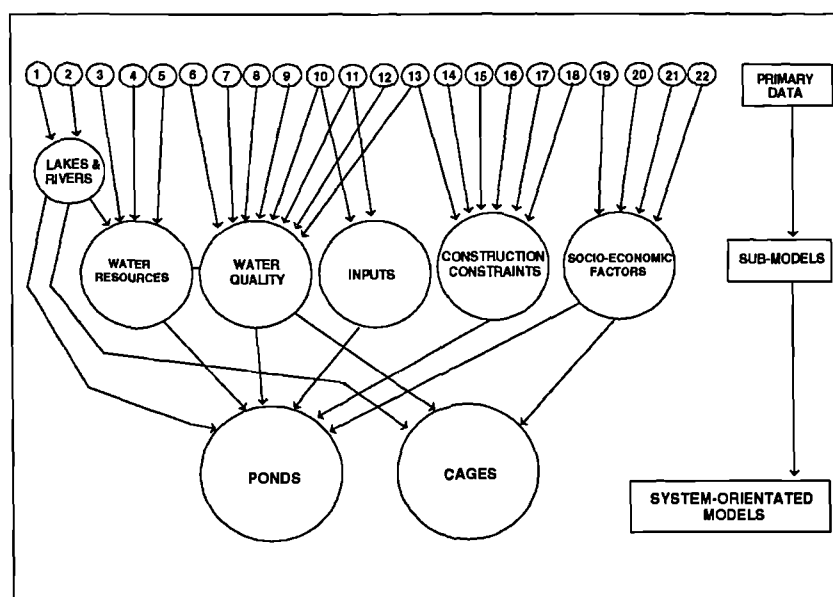 1 2 3 4 5 6 7 8 9 10 11 12 13 14 15 16 17 18 19 20 21 22
PRIMARY
DATA
LAKES &
RIVERS
WATER
RESOURCES
WATER
QUALITY
INPUTS
CONSTRUCTION
CONSTRAINTS
SOCIO-ECONOMIC
FACTORS
SUB-MODELS
PONDS
CAGES
SYSTEM-ORIENTATED
MODELS